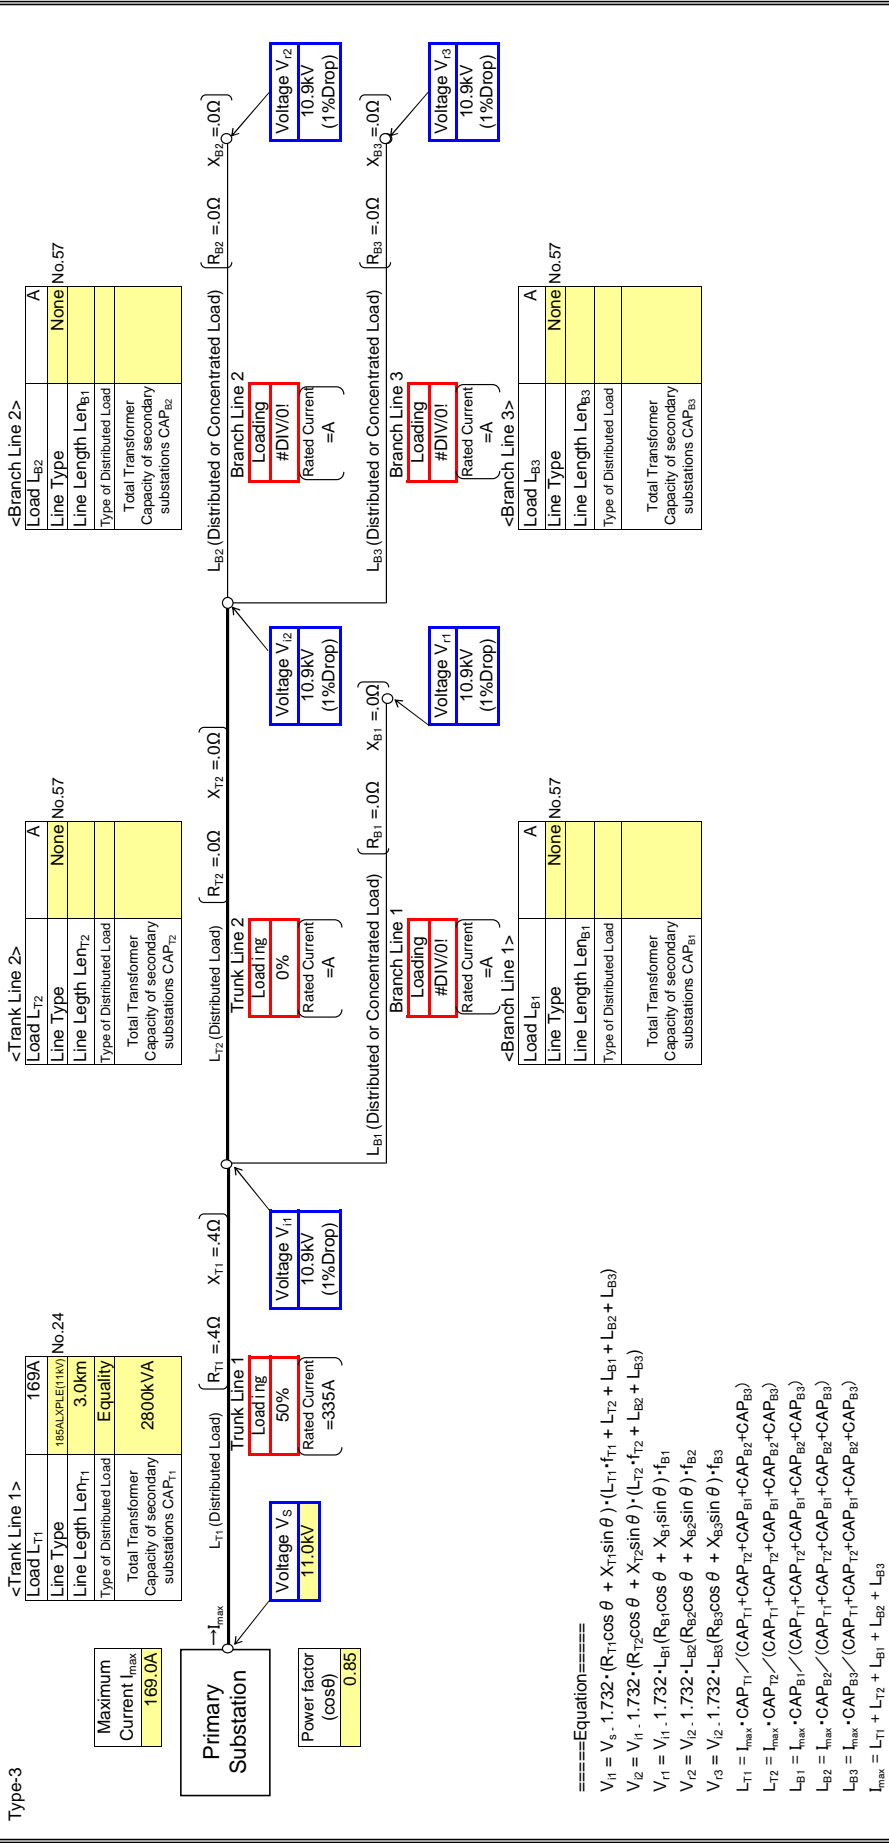 Type-3
<Trank Line 1>
Load L_T1 169A
Line Type 185ALXPLE(11kV) No.24
Line Legth Len_T1 3.0km
Type of Distributed Load Equality
Total Transformer
Capacity of secondary
substations CAP_T1
2800kVA
<Trank Line 2>
Load L_T2 A
Line Type None No.57
Line Legth Len_T2
Type of Distributed Load
Total Transformer
Capacity of secondary
substations CAP_T2
<Branch Line 2>
Load L_B2 A
Line Type None No.57
Line Length Len_B1
Type of Distributed Load
Total Transformer
Capacity of secondary
substations CAP_B2
Maximum
Current I_max
169.0A
Primary
Substation
Power factor
(cosθ)
0.85
→I_max
Voltage V_S
11.0kV
L_T1 (Distributed Load)
R_T1 =.4Ω X_T1 =.4Ω
Trunk Line 1
Loading
50%
Rated Current
=335A
Voltage V_i1
10.9kV
(1%Drop)
L_T2 (Distributed Load)
R_T2 =.0Ω X_T2 =.0Ω
Trunk Line 2
Loading
0%
Rated Current
=A
Voltage V_i2
10.9kV
(1%Drop)
L_B2 (Distributed or Concentrated Load)
R_B2 =.0Ω X_B2 =.0Ω
Branch Line 2
Loading
#DIV/0!
Rated Current
=A
Voltage V_r2
10.9kV
(1%Drop)
L_B1 (Distributed or Concentrated Load)
R_B1 =.0Ω X_B1 =.0Ω
Branch Line 1
Loading
#DIV/0!
Rated Current
=A
Voltage V_r1
10.9kV
(1%Drop)
L_B3 (Distributed or Concentrated Load)
R_B3 =.0Ω X_B3 =.0Ω
Branch Line 3
Loading
#DIV/0!
Rated Current
=A
Voltage V_r3
10.9kV
(1%Drop)
<Branch Line 1>
Load L_B1 A
Line Type None No.57
Line Length Len_B1
Type of Distributed Load
Total Transformer
Capacity of secondary
substations CAP_B1
<Branch Line 3>
Load L_B3 A
Line Type None No.57
Line Length Len_B3
Type of Distributed Load
Total Transformer
Capacity of secondary
substations CAP_B3
=====Equation=====
V_i1 = V_s - 1.732・(R_T1cosθ + X_T1sinθ)・(L_T1・f_T1 + L_T2 + L_B1 + L_B2 + L_B3)
V_i2 = V_i1 - 1.732・(R_T2cosθ + X_T2sinθ)・(L_T2・f_T2 + L_B2 + L_B3)
V_r1 = V_i1 - 1.732・L_B1(R_B1cosθ + X_B1sinθ)・f_B1
V_r2 = V_i2 - 1.732・L_B2(R_B2cosθ + X_B2sinθ)・f_B2
V_r3 = V_i2 - 1.732・L_B3(R_B3cosθ + X_B3sinθ)・f_B3
L_T1 = I_max・CAP_T1／(CAP_T1+CAP_T2+CAP_B1+CAP_B2+CAP_B3)
L_T2 = I_max・CAP_T2／(CAP_T1+CAP_T2+CAP_B1+CAP_B2+CAP_B3)
L_B1 = I_max・CAP_B1／(CAP_T1+CAP_T2+CAP_B1+CAP_B2+CAP_B3)
L_B2 = I_max・CAP_B2／(CAP_T1+CAP_T2+CAP_B1+CAP_B2+CAP_B3)
L_B3 = I_max・CAP_B3／(CAP_T1+CAP_T2+CAP_B1+CAP_B2+CAP_B3)
I_max = L_T1 + L_T2 + L_B1 + L_B2 + L_B3